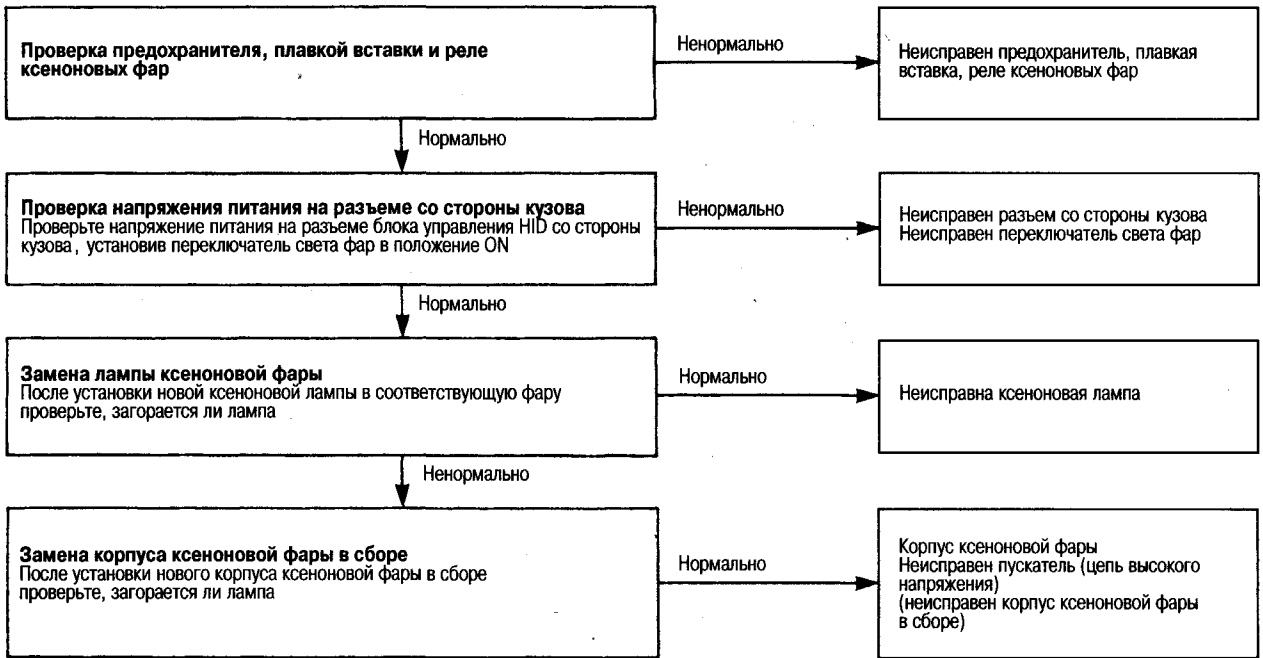 Проверка предохранителя, плавкой вставки и реле
ксеноновых фар
Ненормально
Неисправен предохранитель, плавкая
вставка, реле ксеноновых фар
Нормально
Проверка напряжения питания на разъеме со стороны кузова
Проверьте напряжение питания на разъеме блока управления HID со стороны
кузова, установив переключатель света фар в положение ON
Ненормально
Неисправен разъем со стороны кузова
Неисправен переключатель света фар
Нормально
Замена лампы ксеноновой фары
После установки новой ксеноновой лампы в соответствующую фару
проверьте, загорается ли лампа
Нормально
Неисправна ксеноновая лампа
Ненормально
Замена корпуса ксеноновой фары в сборе
После установки нового корпуса ксеноновой фары в сборе
проверьте, загорается ли лампа
Нормально
Корпус ксеноновой фары
Неисправен пускатель (цепь высокого
напряжения)
(неисправен корпус ксеноновой фары
в сборе)